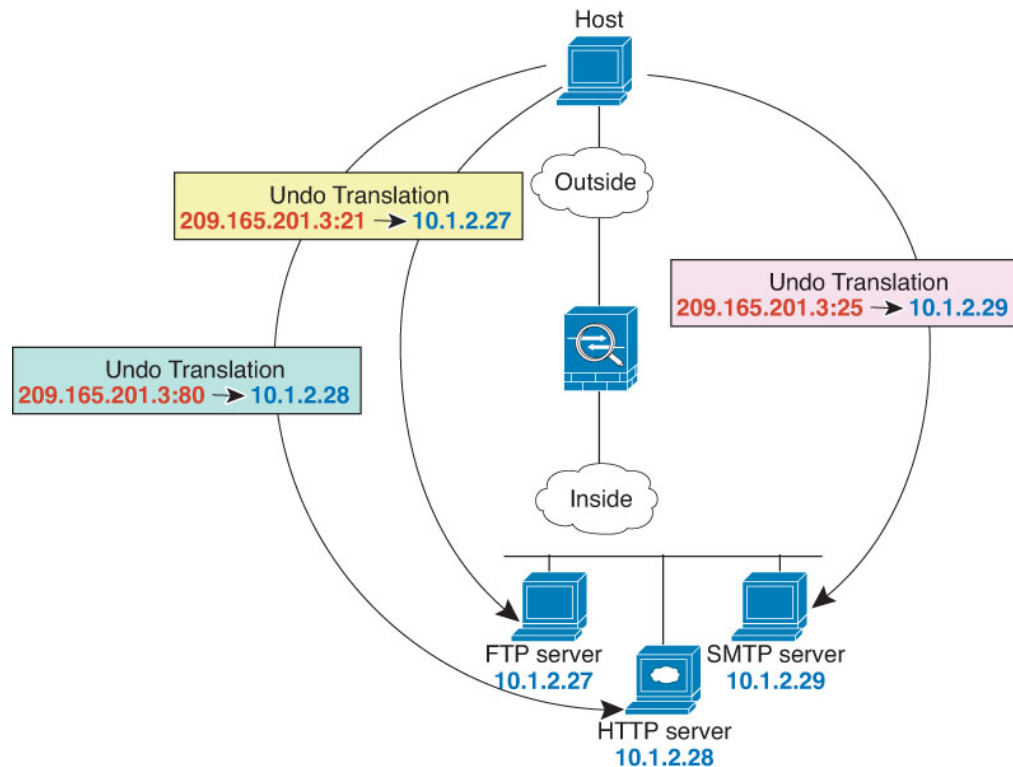 Host
Outside
Undo Translation
209.165.201.3:21 → 10.1.2.27
Undo Translation
209.165.201.3:25 → 10.1.2.29
Undo Translation
209.165.201.3:80 → 10.1.2.28
Inside
FTP server
10.1.2.27
SMTP server
10.1.2.29
HTTP server
10.1.2.28